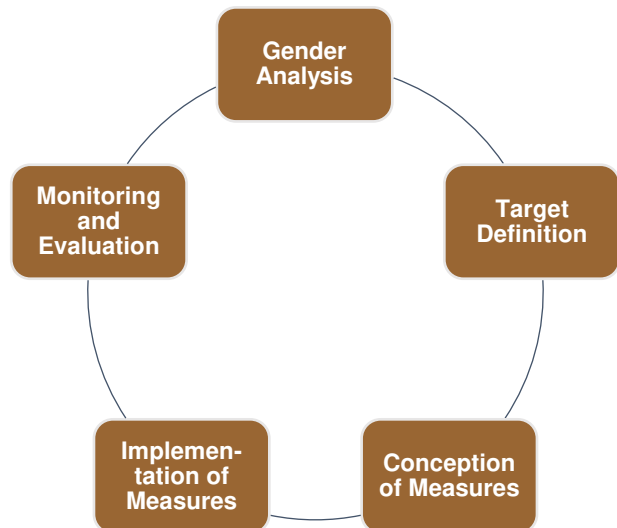 Gender
Analysis
Target
Definition
Conception
of Measures
Implemen-
tation of
Measures
Monitoring
and
Evaluation